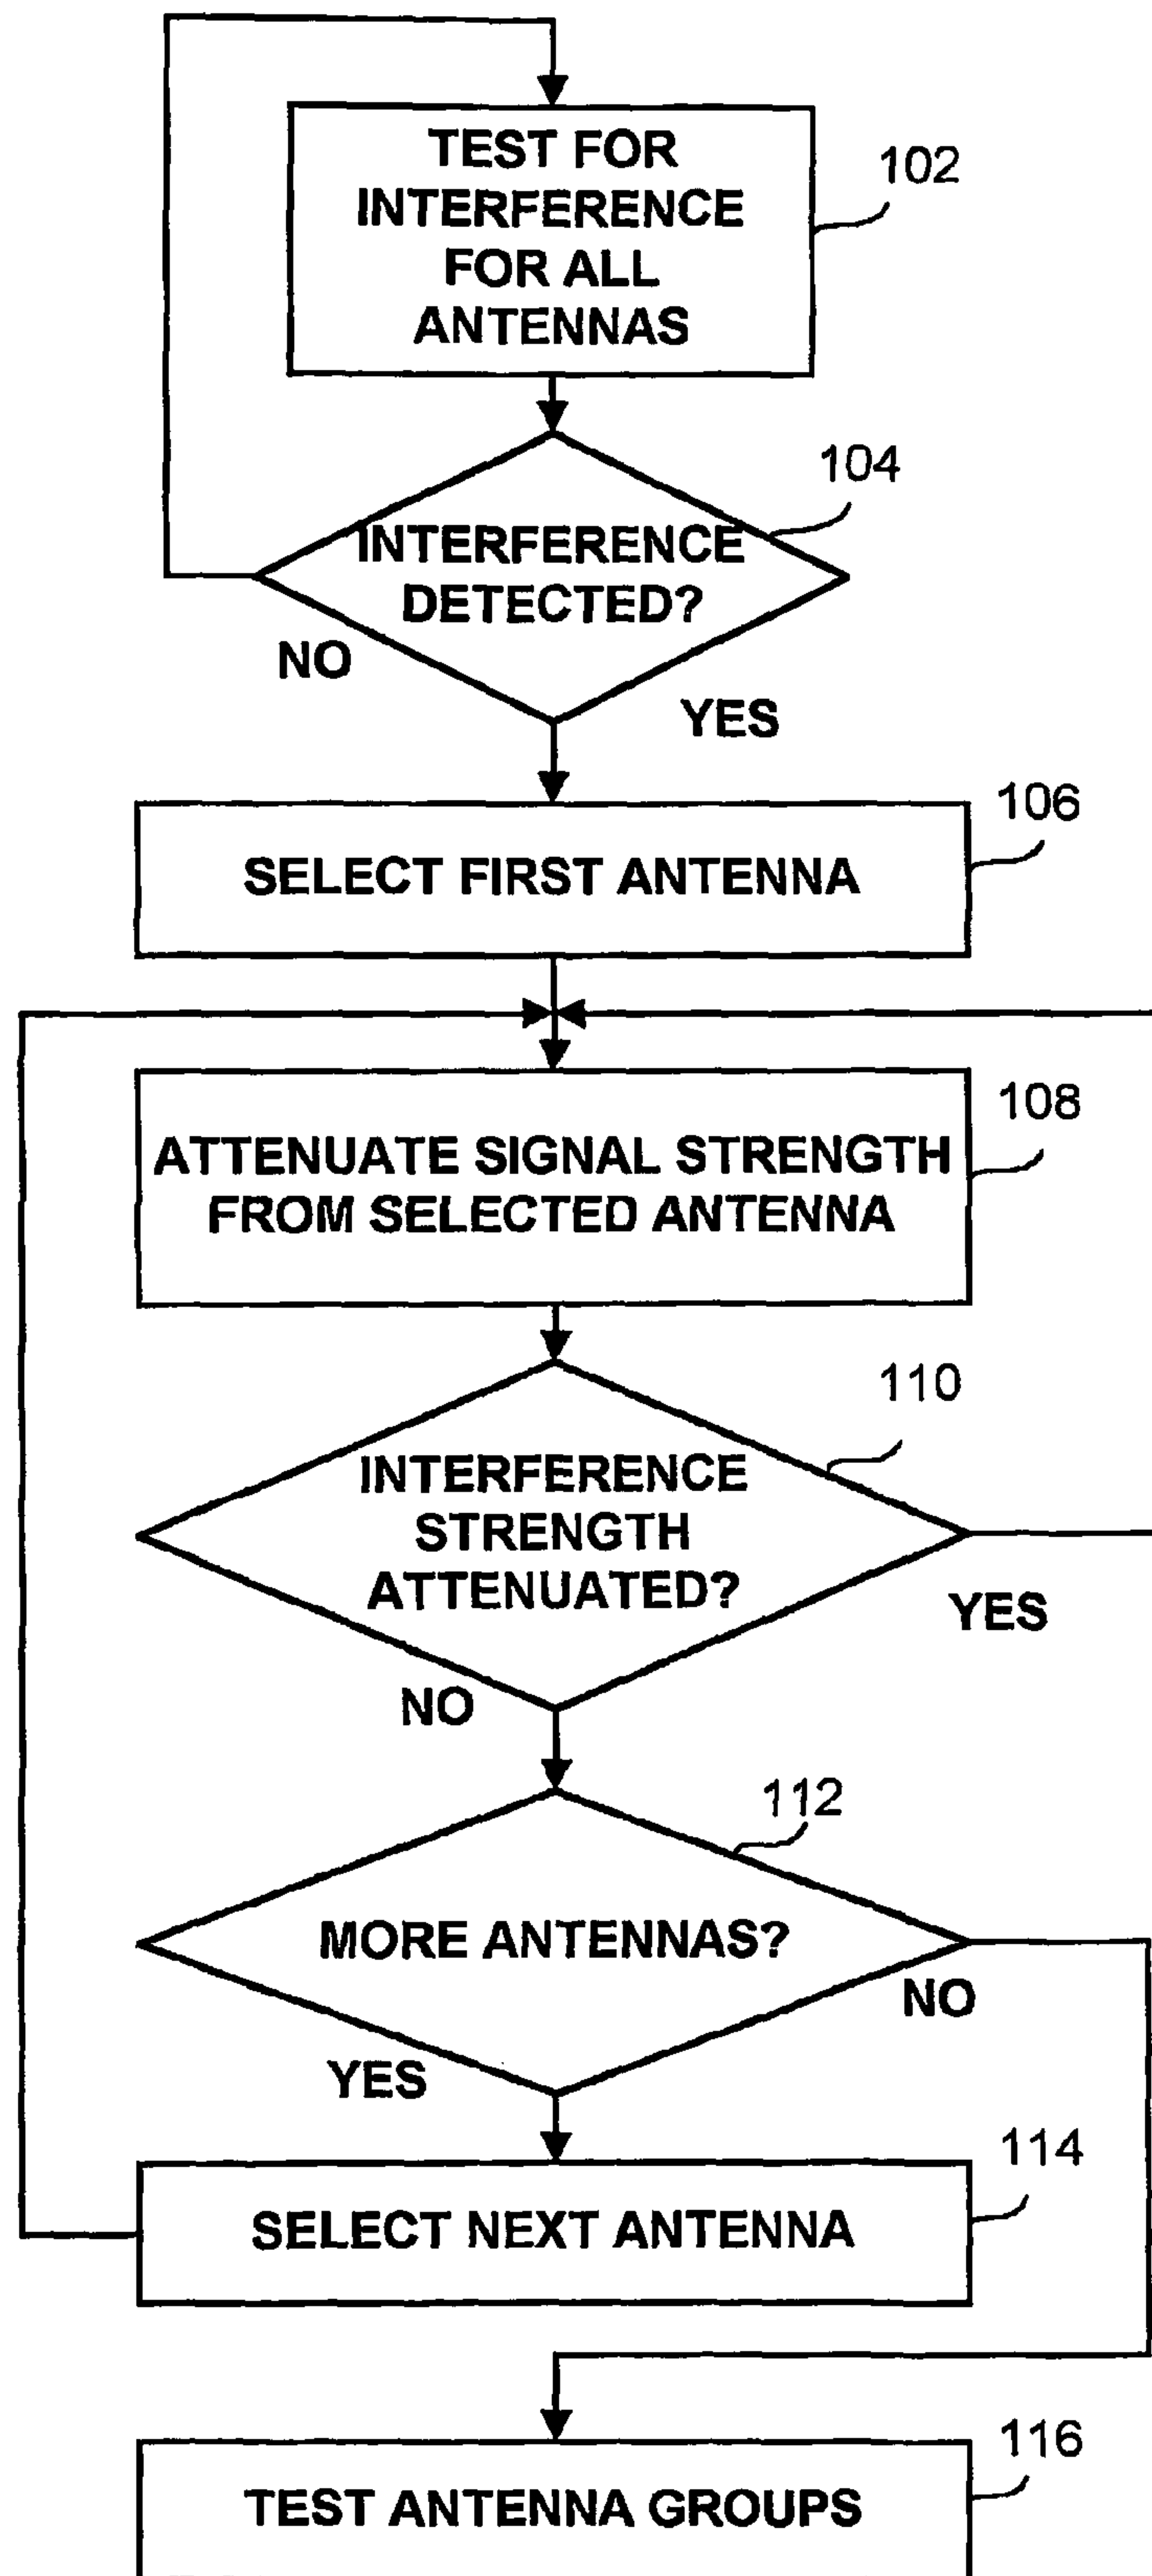 TEST FOR
INTERFERENCE
FOR ALL
ANTENNAS
102
INTERFERENCE
DETECTED?
104
NO
YES
SELECT FIRST ANTENNA
106
ATTENUATE SIGNAL STRENGTH
FROM SELECTED ANTENNA
108
INTERFERENCE
STRENGTH
ATTENUATED?
110
YES
NO
MORE ANTENNAS?
112
NO
YES
SELECT NEXT ANTENNA
114
TEST ANTENNA GROUPS
116